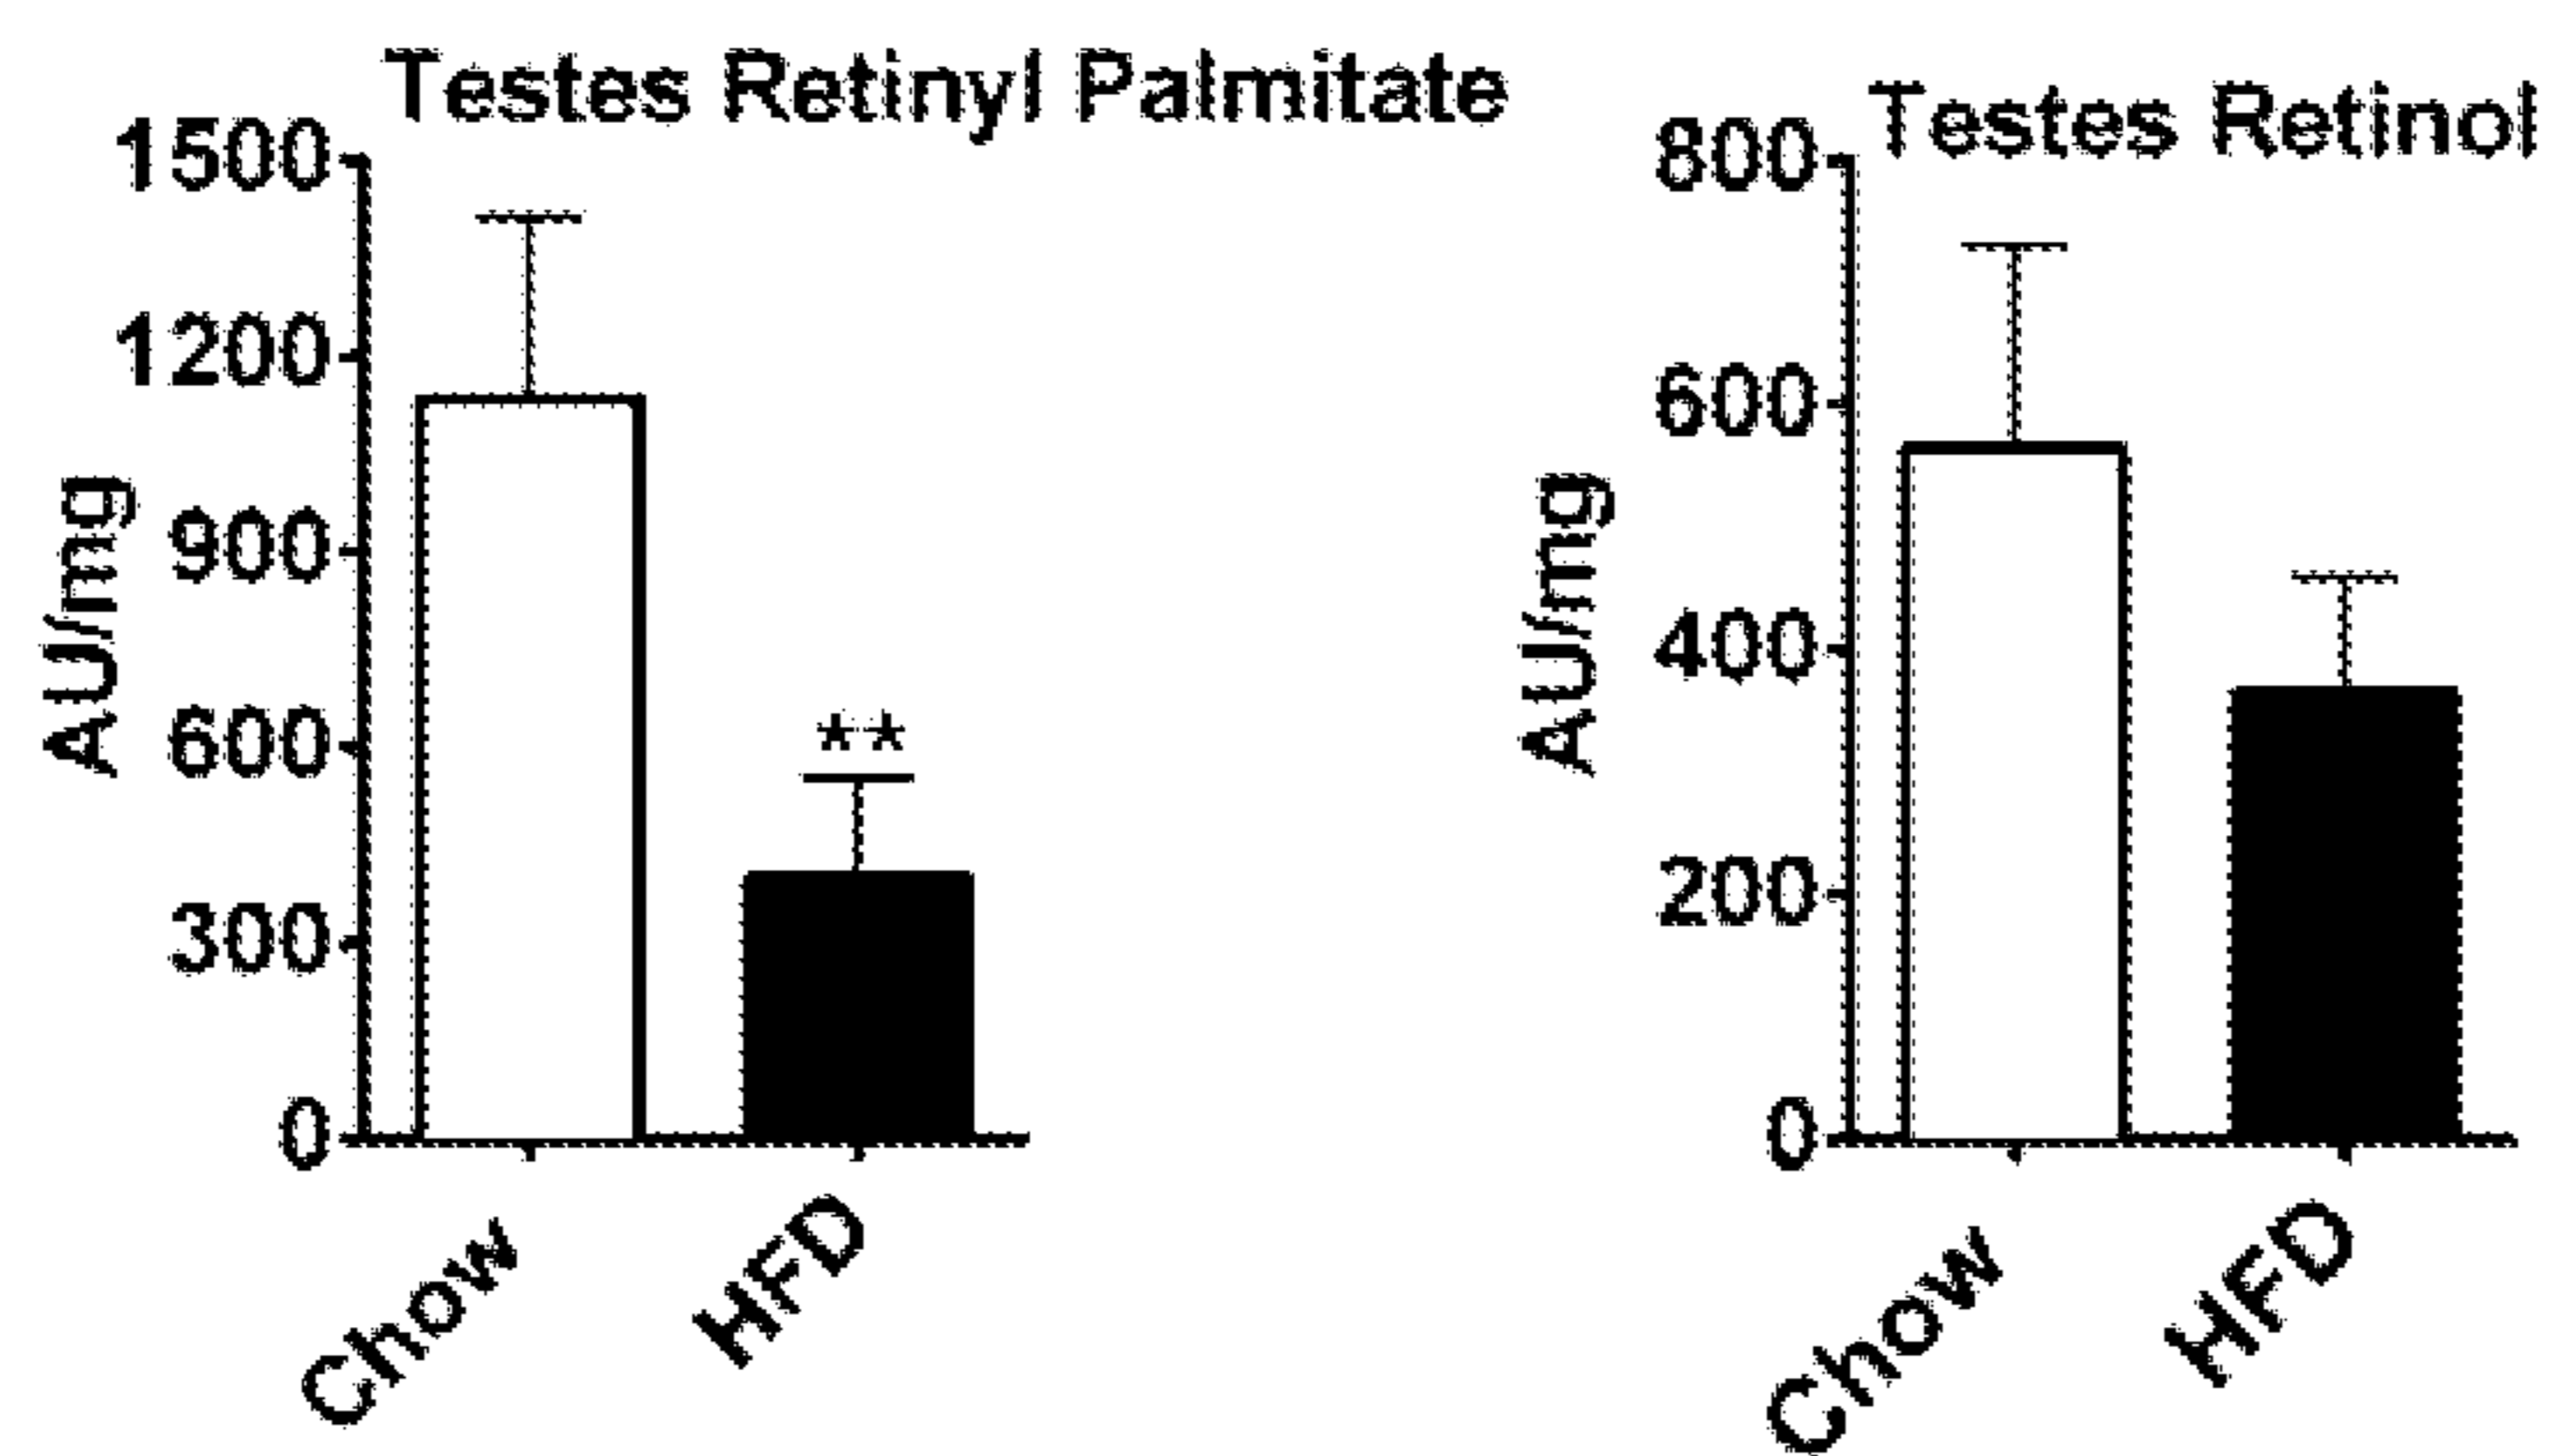 Testes Retinyl Palmitate
1500
1200
900
600
300
0
AU/mg
**
Chow
HFD
Testes Retinol
800
600
400
200
0
AU/mg
Chow
HFD